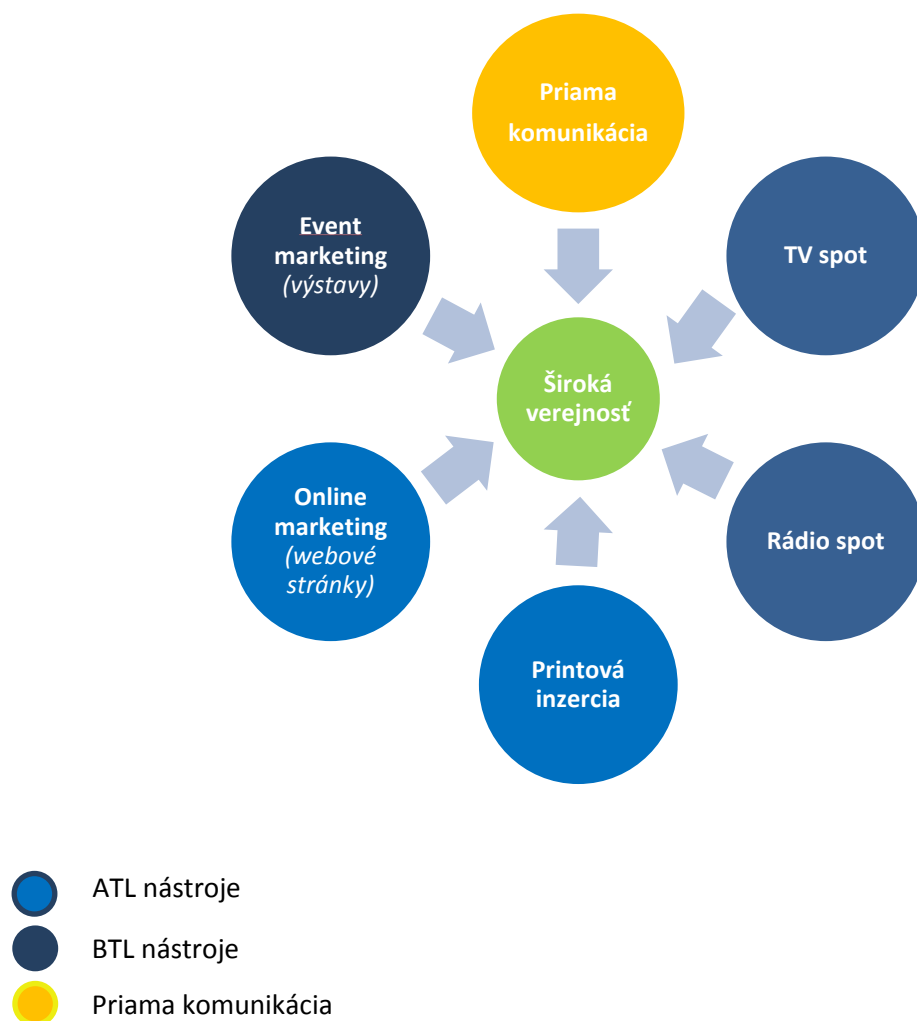 Priama
komunikácia
Event
marketing
(výstavy)
TV spot
Široká
verejnosť
Online
marketing
(webové
stránky)
Rádio spot
Printová
inzercia
ATL nástroje
BTL nástroje
Priama komunikácia